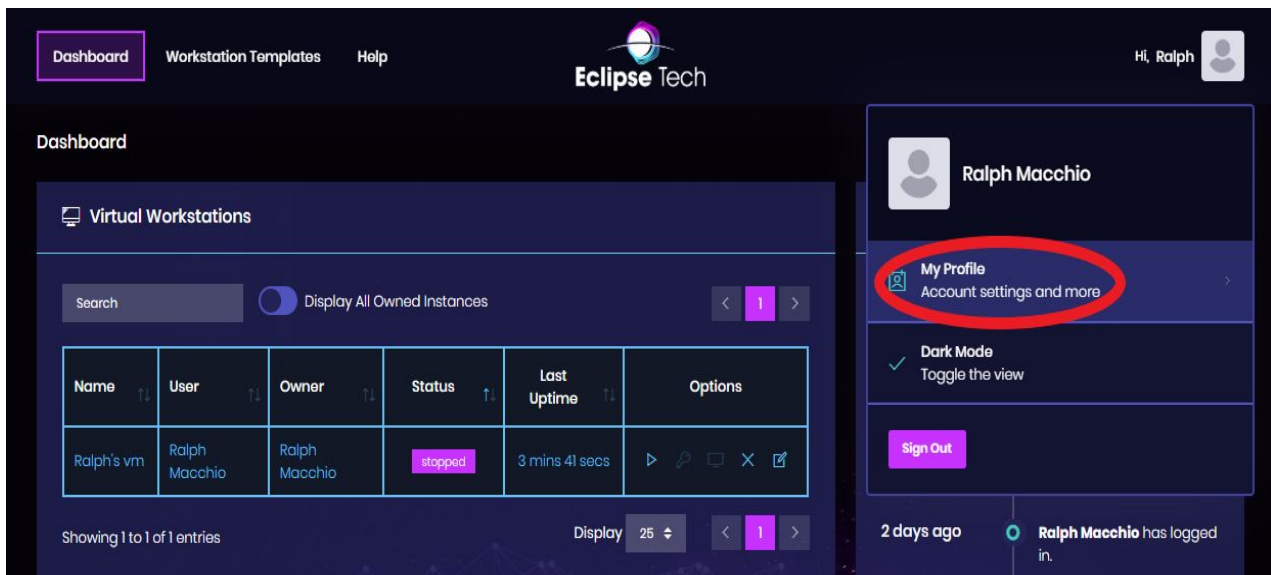 Dashboard
Workstation Templates
Help
Eclipse Tech
Hi, Ralph
Dashboard
Ralph Macchio
Virtual Workstations
My Profile
Account settings and more
Search
Display All Owned Instances
< 1 >
Dark Mode
Toggle the view
Name
User
Owner
Status
Last
Uptime
Options
Ralph's vm
Ralph
Macchio
Ralph
Macchio
stopped
3 mins 41 secs
Sign Out
Showing 1 to 1 of 1 entries
Display 25
< 1 >
2 days ago
Ralph Macchio has logged
in.